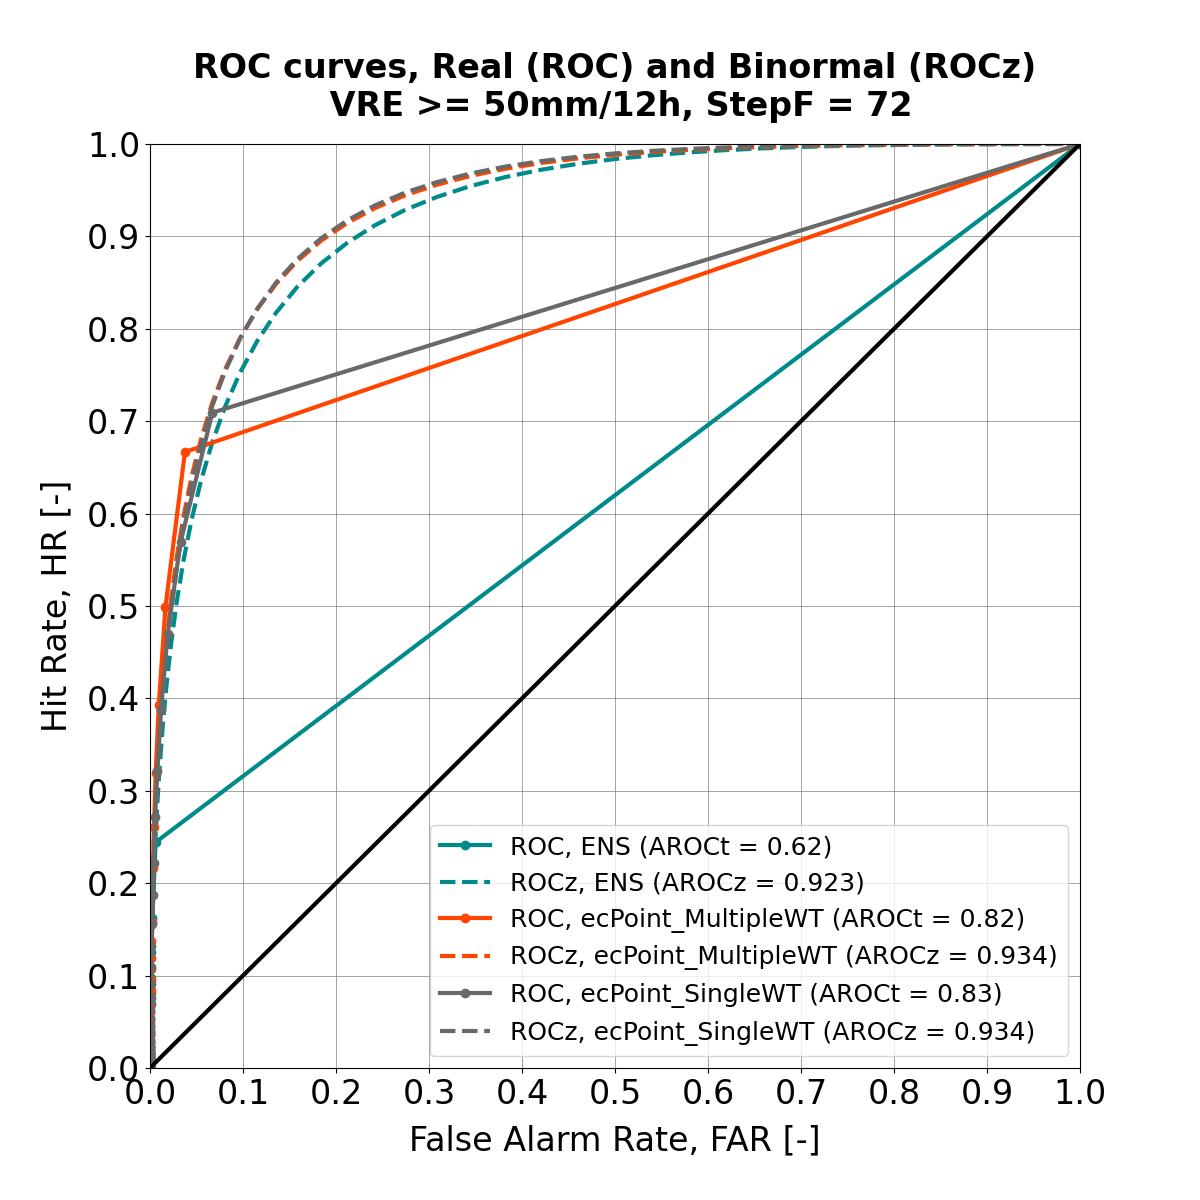 ROC curves, Real (ROC) and Binormal (ROCz)
VRE >= 50mm/12h, StepF = 72
1.0
0.9
0.8
0.7
0.6
0.5
0.4
0.3
0.2
0.1
0.0
Hit Rate, HR [-]
ROC, ENS (AROCt = 0.62)
ROCz, ENS (AROCz = 0.923)
ROC, ecPoint_MultipleWT (AROCt = 0.82)
ROCz, ecPoint_MultipleWT (AROCz = 0.934)
ROC, ecPoint_SingleWT (AROCt = 0.83)
ROCz, ecPoint_SingleWT (AROCz = 0.934)
0.0 0.1 0.2 0.3 0.4 0.5 0.6 0.7 0.8 0.9 1.0
False Alarm Rate, FAR [-]